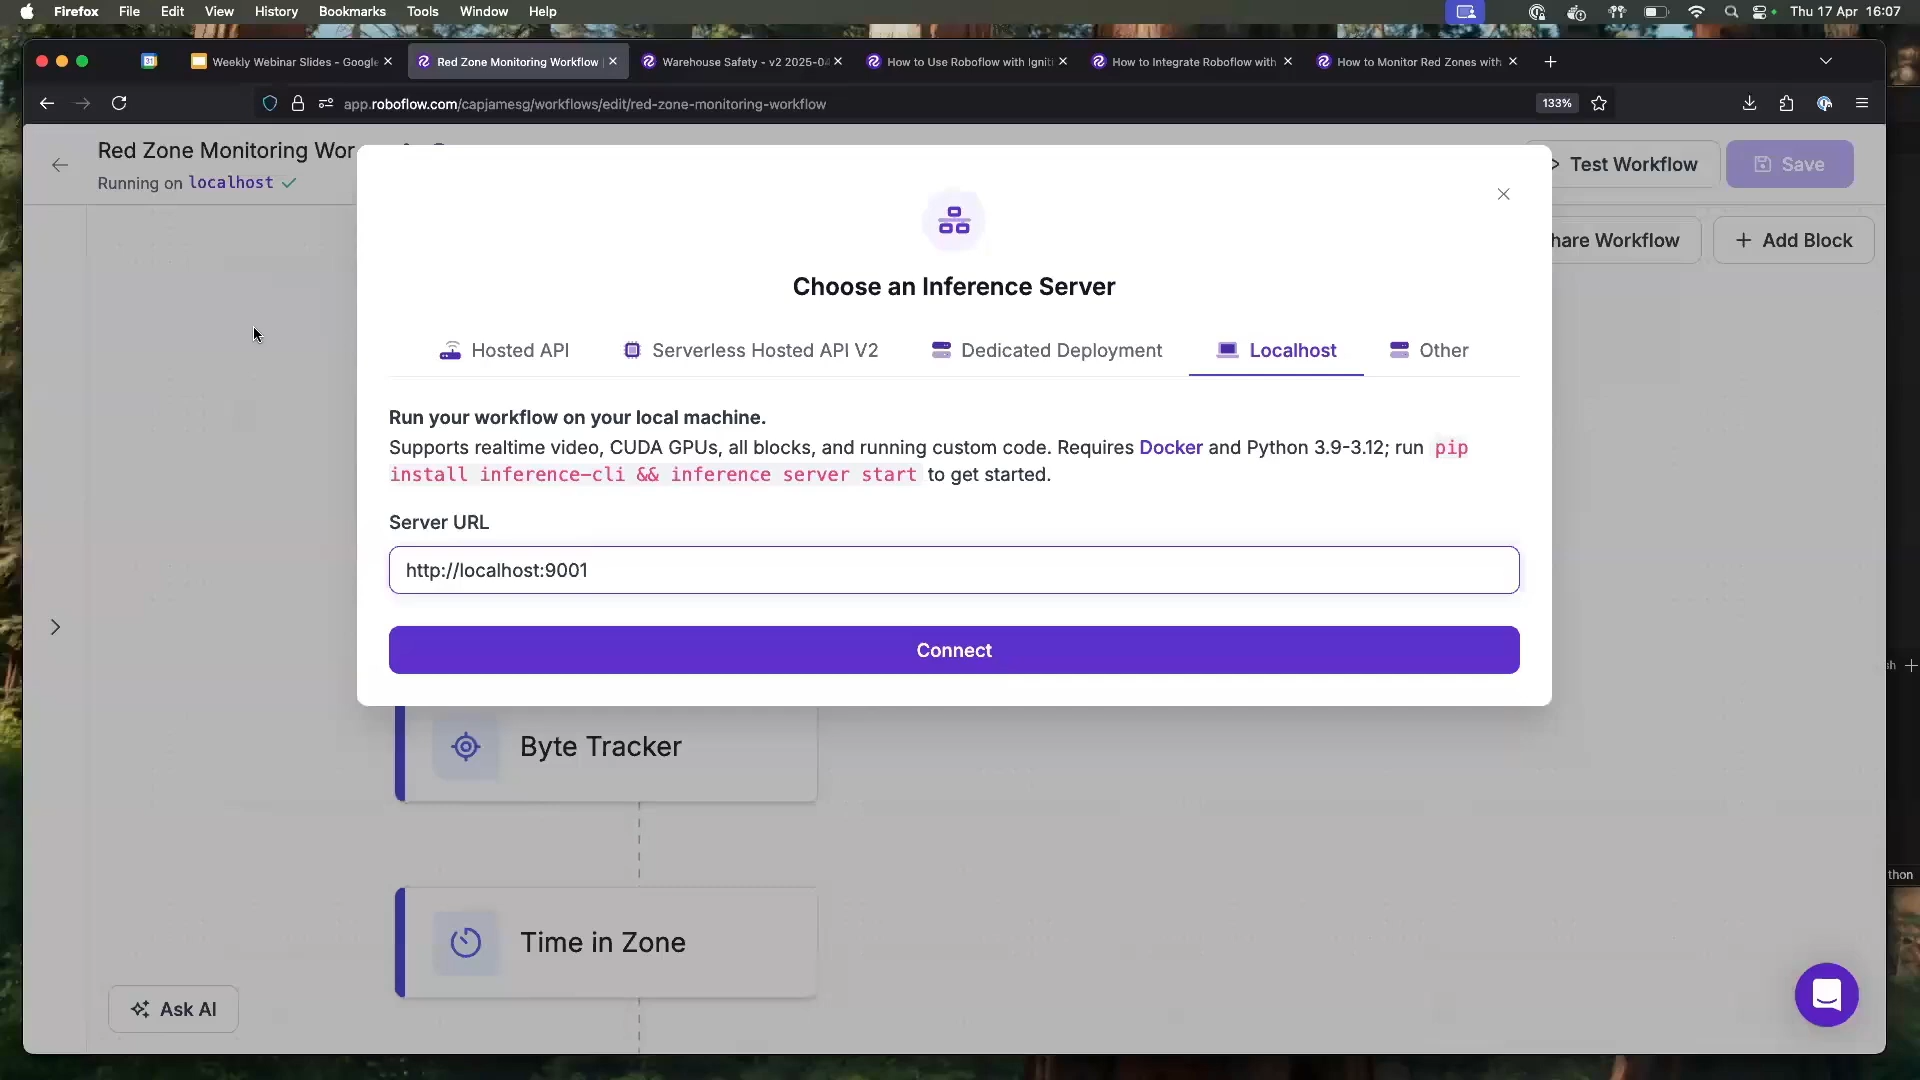 Firefox File Edit View History Bookmarks Tools Window Help Thu 17 Apr 16:07
31 Weekly Webinar Slides - Google Red Zone Monitoring Workflow Warehouse Safety - v2 2025-04 How to Use Roboflow with Igniti How to Integrate Roboflow with How to Monitor Red Zones with
app.roboflow.com/capjamesg/workflows/edit/red-zone-monitoring-workflow 133%
Red Zone Monitoring Wor
Running on localhost
Test Workflow Save
hare Workflow Add Block
Choose an Inference Server
Hosted API Serverless Hosted API V2 Dedicated Deployment Localhost Other
Run your workflow on your local machine.
Supports realtime video, CUDA GPUs, all blocks, and running custom code. Requires Docker and Python 3.9-3.12; run pip
install inference-cli && inference server start to get started.
Server URL
http://localhost:9001
Connect
sh
Byte Tracker
thon
Time in Zone
Ask AI